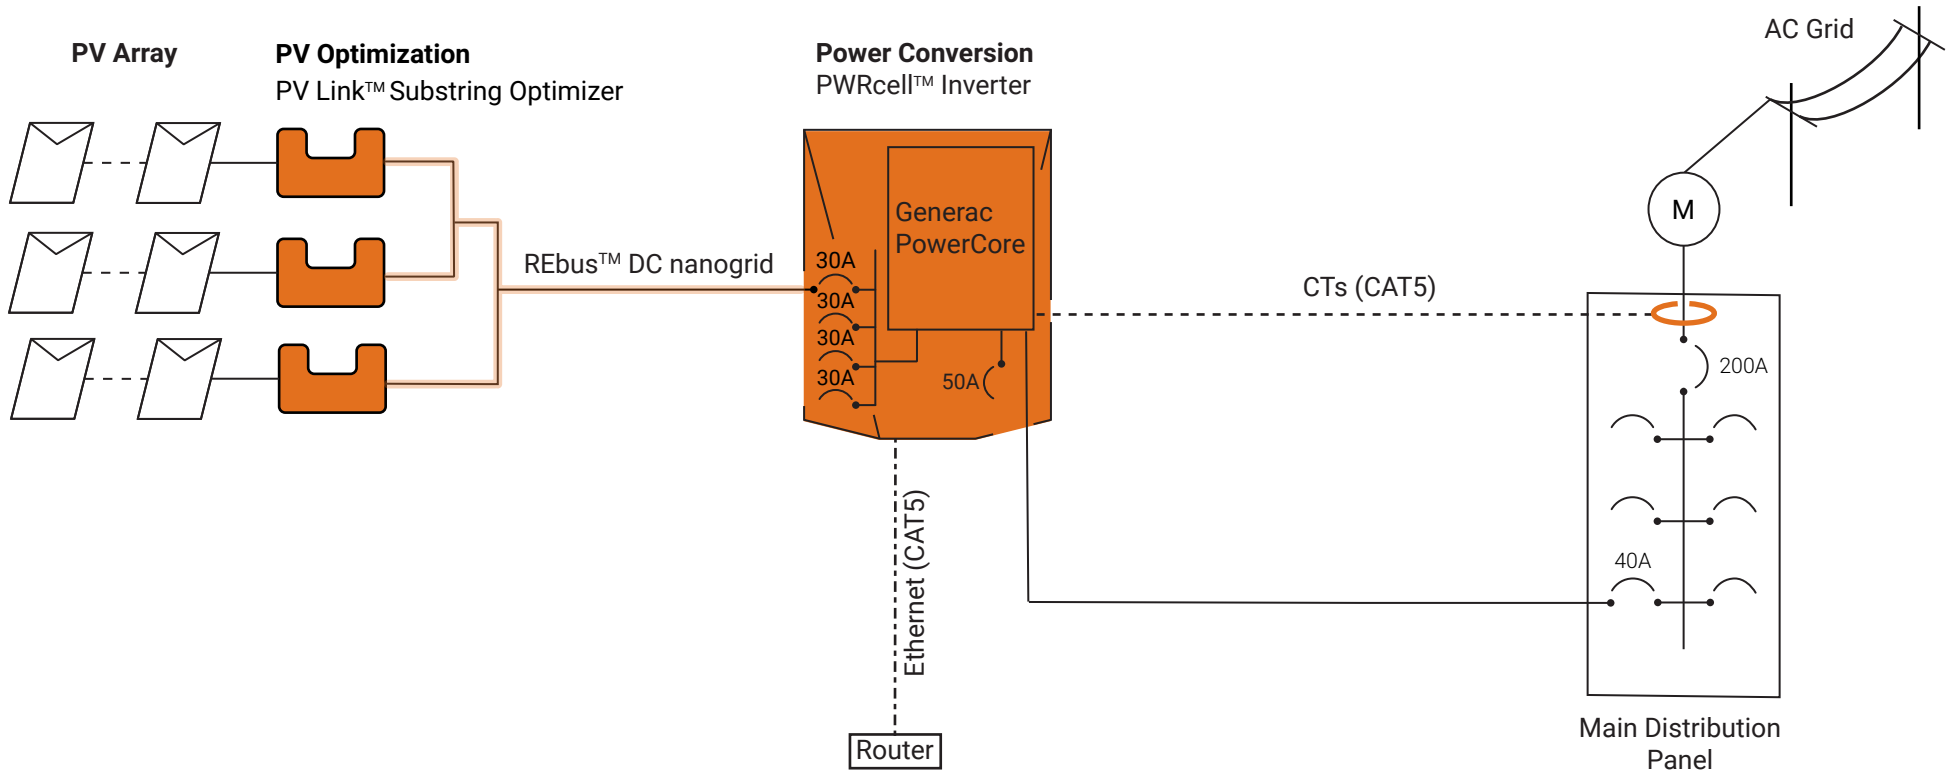 PV Array
PV Optimization
PV Link™ Substring Optimizer
Power Conversion
PWRcell™ Inverter
AC Grid
Generac
PowerCore
M
30A
30A
30A
30A
50A
REbus™ DC nanogrid
CTs (CAT5)
200A
40A
Ethernet (CAT5)
Router
Main Distribution
Panel